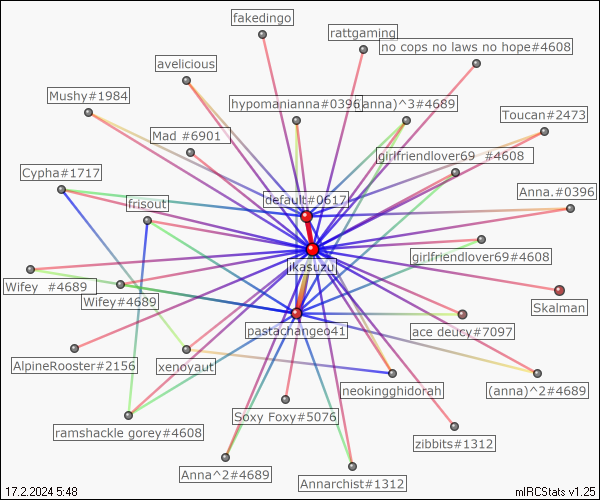 fakedingo
rattgaming
no cops no laws no hope#4608
avelicious
Mushy#1984
hypomanianna#0396
(anna)^3#4689
Toucan#2473
Mad #6901
girlfriendlover69 #4608
Cypha#1717
Anna.#0396
default#0617
frisout
girlfriendlover69#4608
ikasuzu
Wifey #4689
Wifey#4689
Skalman
pastachangeo41
ace deucy#7097
AlpineRooster#2156
xenoyaut
neokingghidorah
(anna)^2#4689
Soxy Foxy#5076
ramshackle gorey#4608
zibbits#1312
Anna^2#4689
Annarchist#1312
17.2.2024 5:48
mIRCStats v1.25